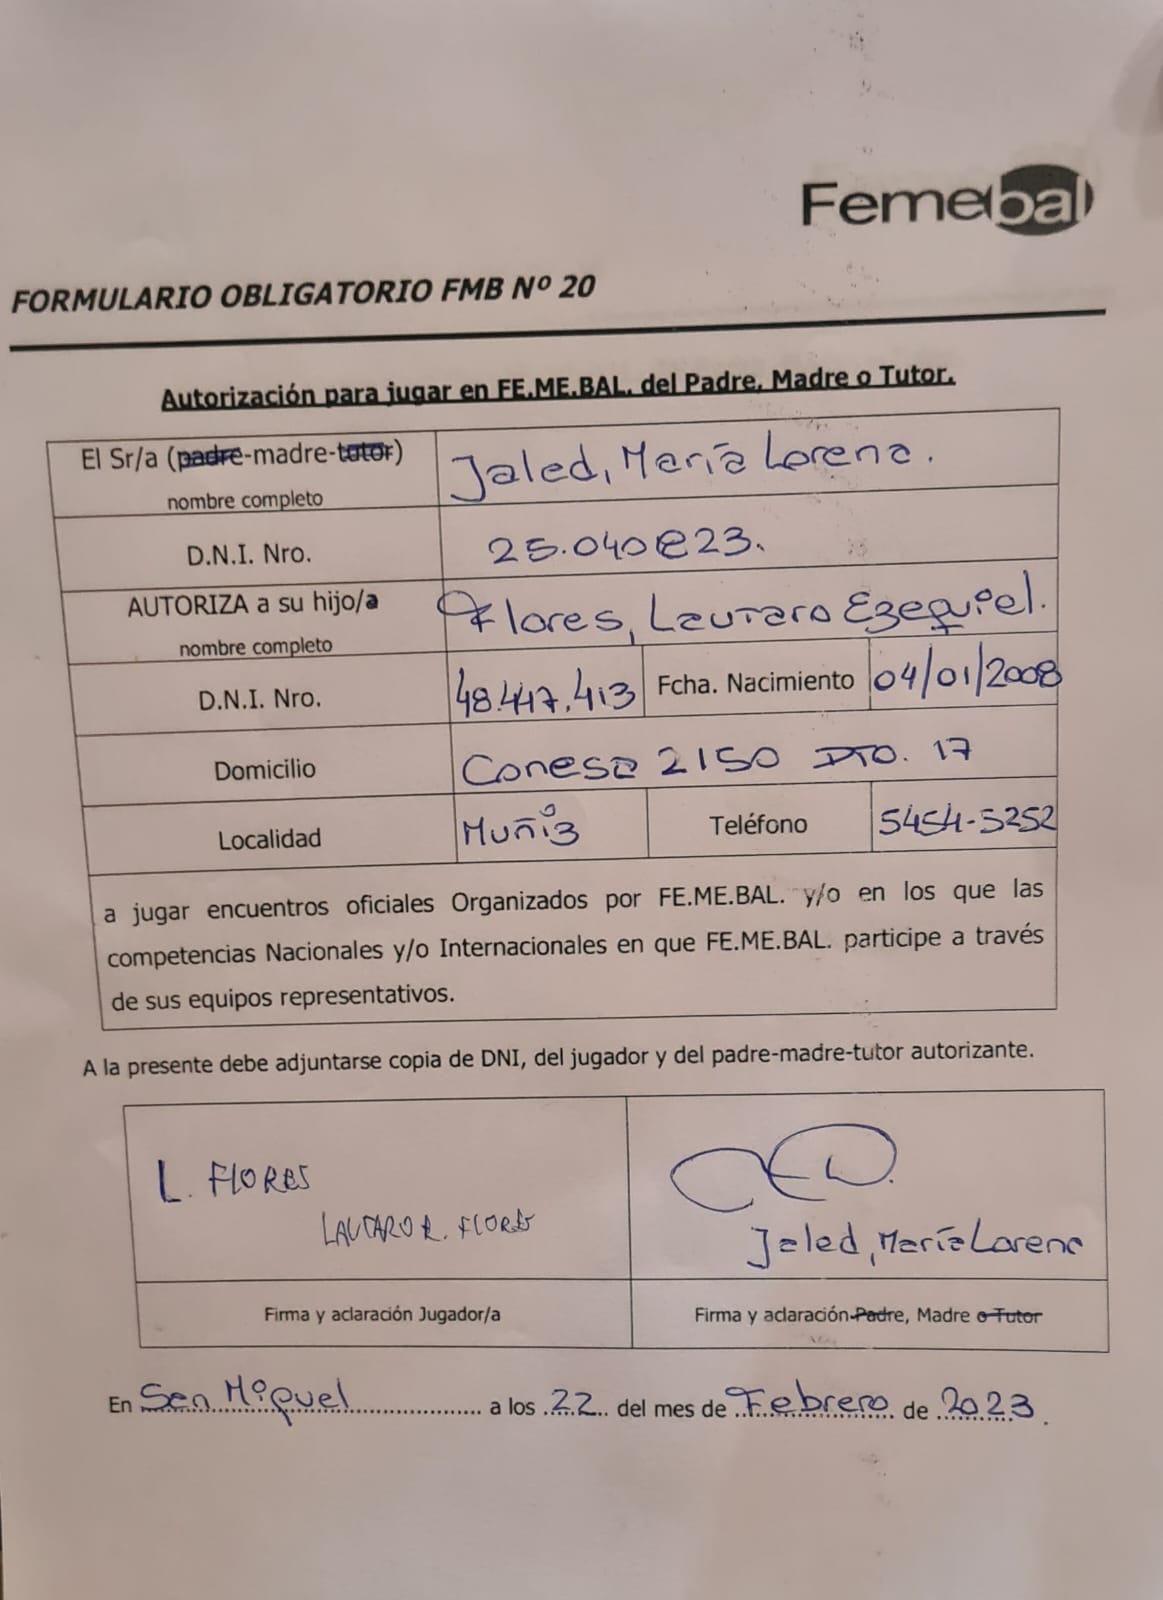 Femebal
FORMULARIO OBLIGATORIO FMB Nº 20
Autorización para jugar en FE.ME.BAL. del Padre, Madre o Tutor.
El Sr/a (padre-madre-tutor) Jaled, María Lorena.
nombre completo
D.N.I. Nro. 25.040823.
AUTORIZA a su hijo/a Flores, Lautaro Ezequiel.
nombre completo
D.N.I. Nro. 48.447.413 Fcha. Nacimiento 04/01/2008
Domicilio Conesa 2150 DTO. 17
Localidad Muñiz Teléfono 5454-5252
a jugar encuentros oficiales Organizados por FE.ME.BAL. y/o en los que las
competencias Nacionales y/o Internacionales en que FE.ME.BAL. participe a través
de sus equipos representativos.
A la presente debe adjuntarse copia de DNI, del jugador y del padre-madre-tutor autorizante.
L. FLORES
LAUTARO E. FLORES
Jaled, María Lorena
Firma y aclaración Jugador/a Firma y aclaración Padre, Madre o Tutor
En San Miguel a los 22 del mes de Febrero de 2023.